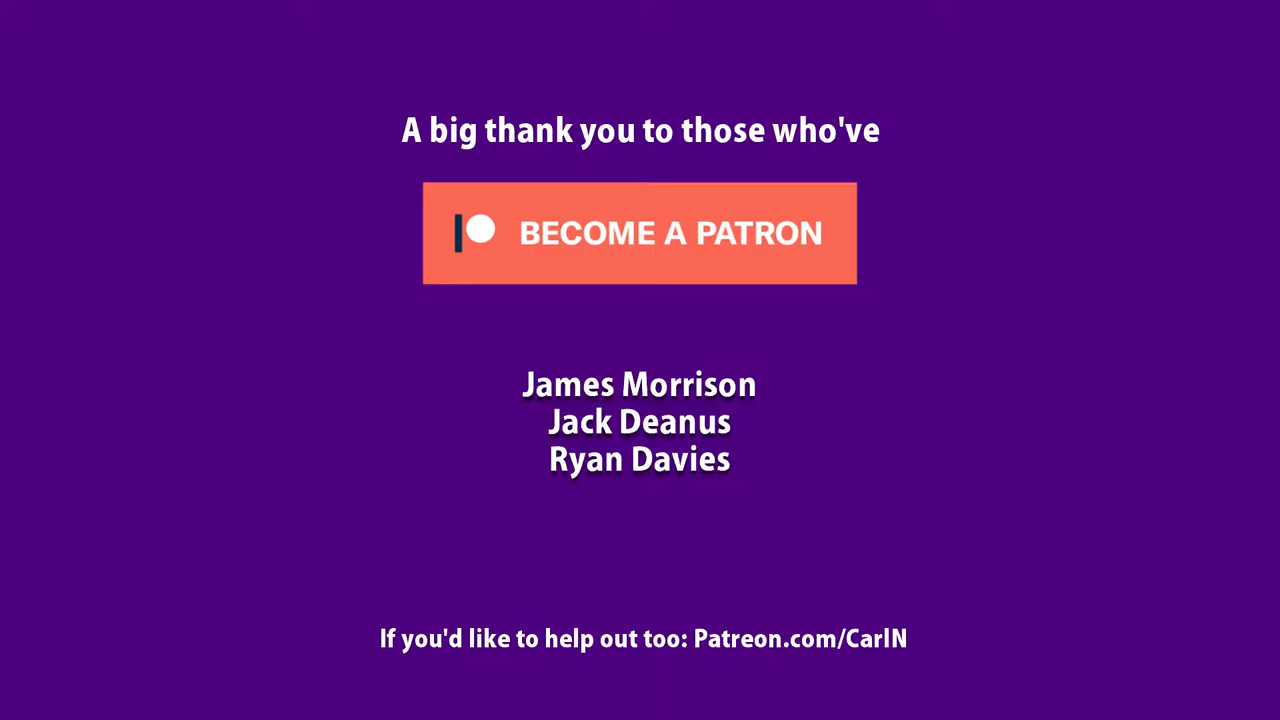 A big thank you to those who've
BECOME A PATRON
James Morrison
Jack Deanus
Ryan Davies
If you'd like to help out too: Patreon.com/CarlN